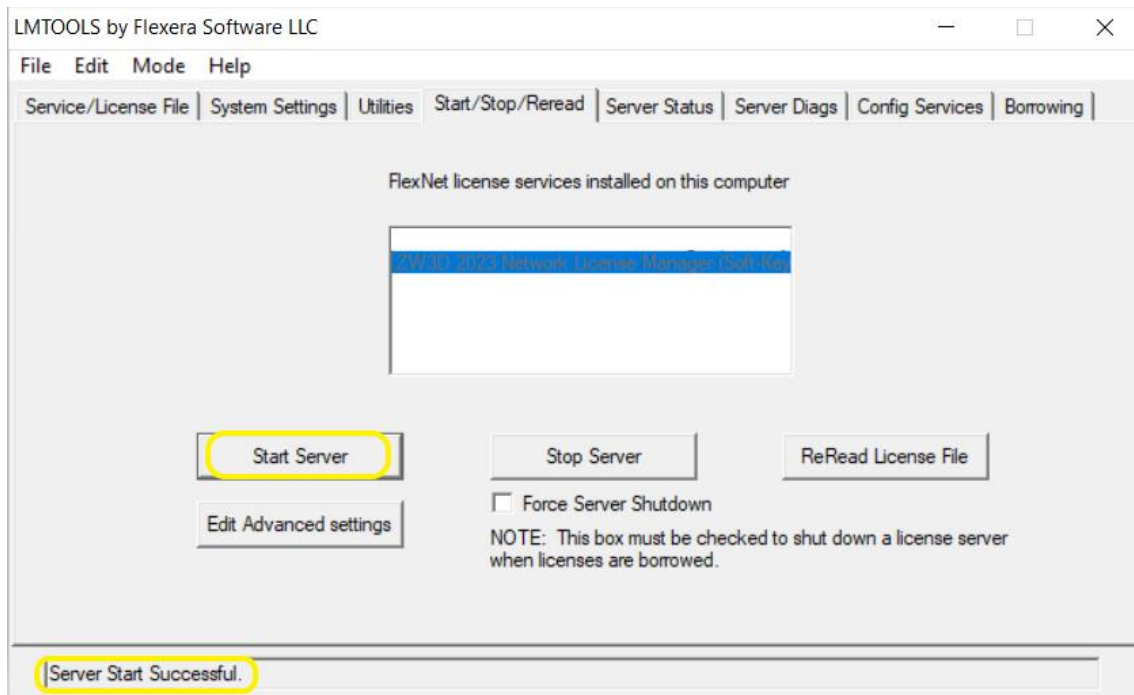 LMTOOLS by Flexera Software LLC
File Edit Mode Help
Service/License File System Settings Utilities Start/Stop/Reread Server Status Server Diags Config Services Borrowing
FlexNet license services installed on this computer
ZW3D 2023 Network License Manager (Soft-Key
Start Server Stop Server ReRead License File
Edit Advanced settings
Force Server Shutdown
NOTE: This box must be checked to shut down a license server
when licenses are borrowed.
Server Start Successful.